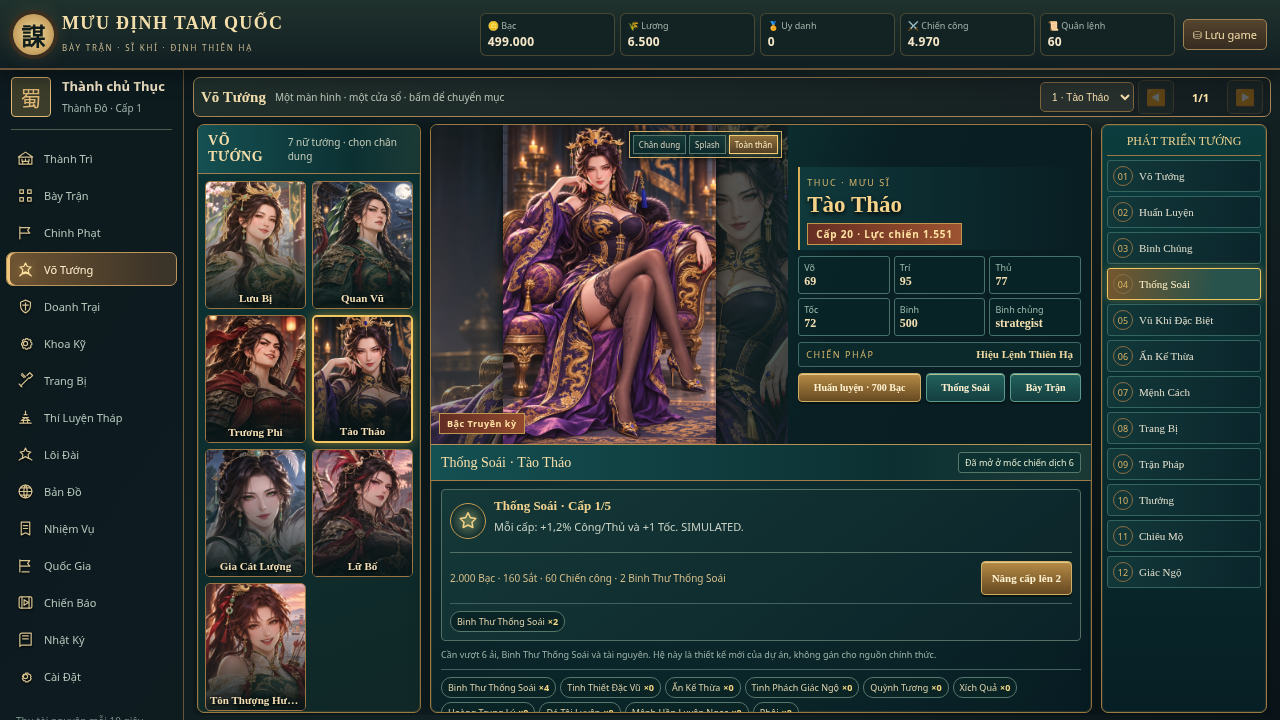 謀
MƯU ĐỊNH TAM QUỐC
BÀY TRẬN · SĨ KHÍ · ĐỊNH THIÊN HẠ
Bạc
499.000
Lương
6.500
Uy danh
0
Chiến công
4.970
Quân lệnh
60
Lưu game
蜀
Thành chủ Thục
Thành Đô · Cấp 1
Thành Trì
Bày Trận
Chinh Phạt
Võ Tướng
Doanh Trại
Khoa Kỹ
Trang Bị
Thí Luyện Tháp
Lôi Đài
Bản Đồ
Nhiệm Vụ
Quốc Gia
Chiến Báo
Nhật Ký
Cài Đặt
Võ Tướng
Một màn hình · một cửa sổ · bấm để chuyển mục
1 · Tào Tháo
1/1
VÕ TƯỚNG
7 nữ tướng · chọn chân dung
Lưu Bị
Quan Vũ
Trương Phi
Tào Tháo
Gia Cát Lượng
Lữ Bố
Tôn Thượng Hư…
Chân dung
Splash
Toàn thân
Bậc Truyền kỳ
THỤC · MƯU SĨ
Tào Tháo
Cấp 20 · Lực chiến 1.551
Võ
69
Trí
95
Thủ
77
Tốc
72
Binh
500
Binh chủng
strategist
CHIẾN PHÁP
Hiệu Lệnh Thiên Hạ
Huấn luyện · 700 Bạc
Thống Soái
Bày Trận
Thống Soái · Tào Tháo
Đã mở ở mốc chiến dịch 6
Thống Soái · Cấp 1/5
Mỗi cấp: +1,2% Công/Thủ và +1 Tốc. SIMULATED.
2.000 Bạc · 160 Sắt · 60 Chiến công · 2 Binh Thư Thống Soái
Nâng cấp lên 2
Binh Thư Thống Soái ×2
Cần vượt 6 ải, Binh Thư Thống Soái và tài nguyên. Hệ này là thiết kế mới của dự án, không gán cho nguồn chính thức.
Binh Thư Thống Soái ×4
Tinh Thiết Đặc Vũ ×0
Ấn Kế Thừa ×0
Tinh Phách Giác Ngộ ×0
Quỳnh Tương ×0
Xích Quả ×0
PHÁT TRIỂN TƯỚNG
01 Võ Tướng
02 Huấn Luyện
03 Binh Chủng
04 Thống Soái
05 Vũ Khí Đặc Biệt
06 Ấn Kế Thừa
07 Mệnh Cách
08 Trang Bị
09 Trận Pháp
10 Thưởng
11 Chiêu Mộ
12 Giác Ngộ